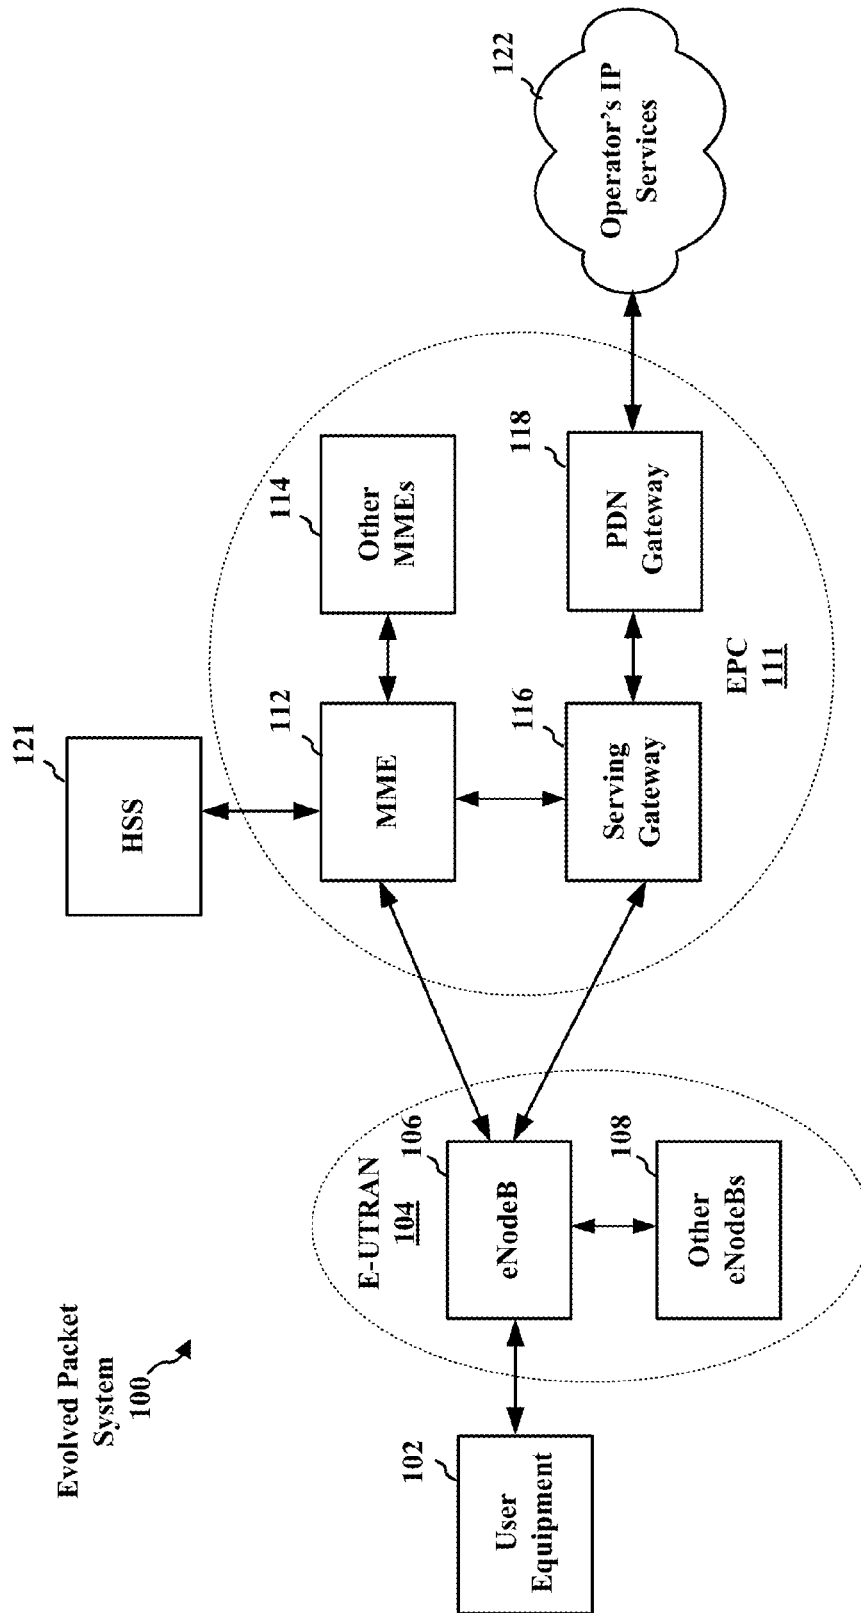 Evolved Packet
System
100
102
User
Equipment
E-UTRAN
104
106
eNodeB
108
Other
eNodeBs
121
HSS
112
MME
114
Other
MMEs
116
Serving
Gateway
118
PDN
Gateway
EPC
111
122
Operator's IP
Services